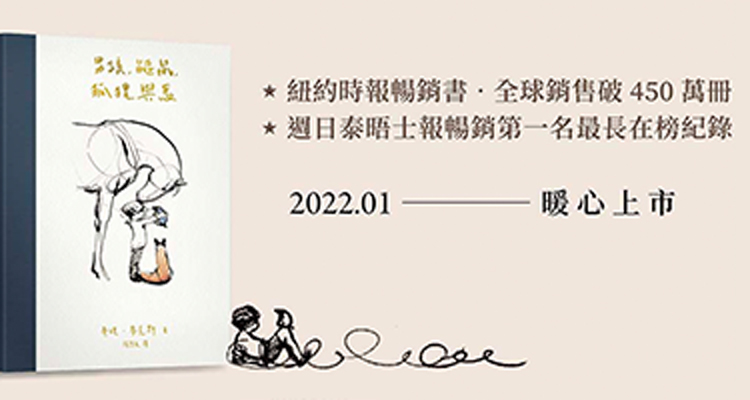 男孩、鼴鼠、
狐狸與馬
★ 紐約時報暢銷書・全球銷售破 450 萬冊
★ 週日泰晤士報暢銷第一名最長在榜紀錄
2022.01 —— 暖心上市